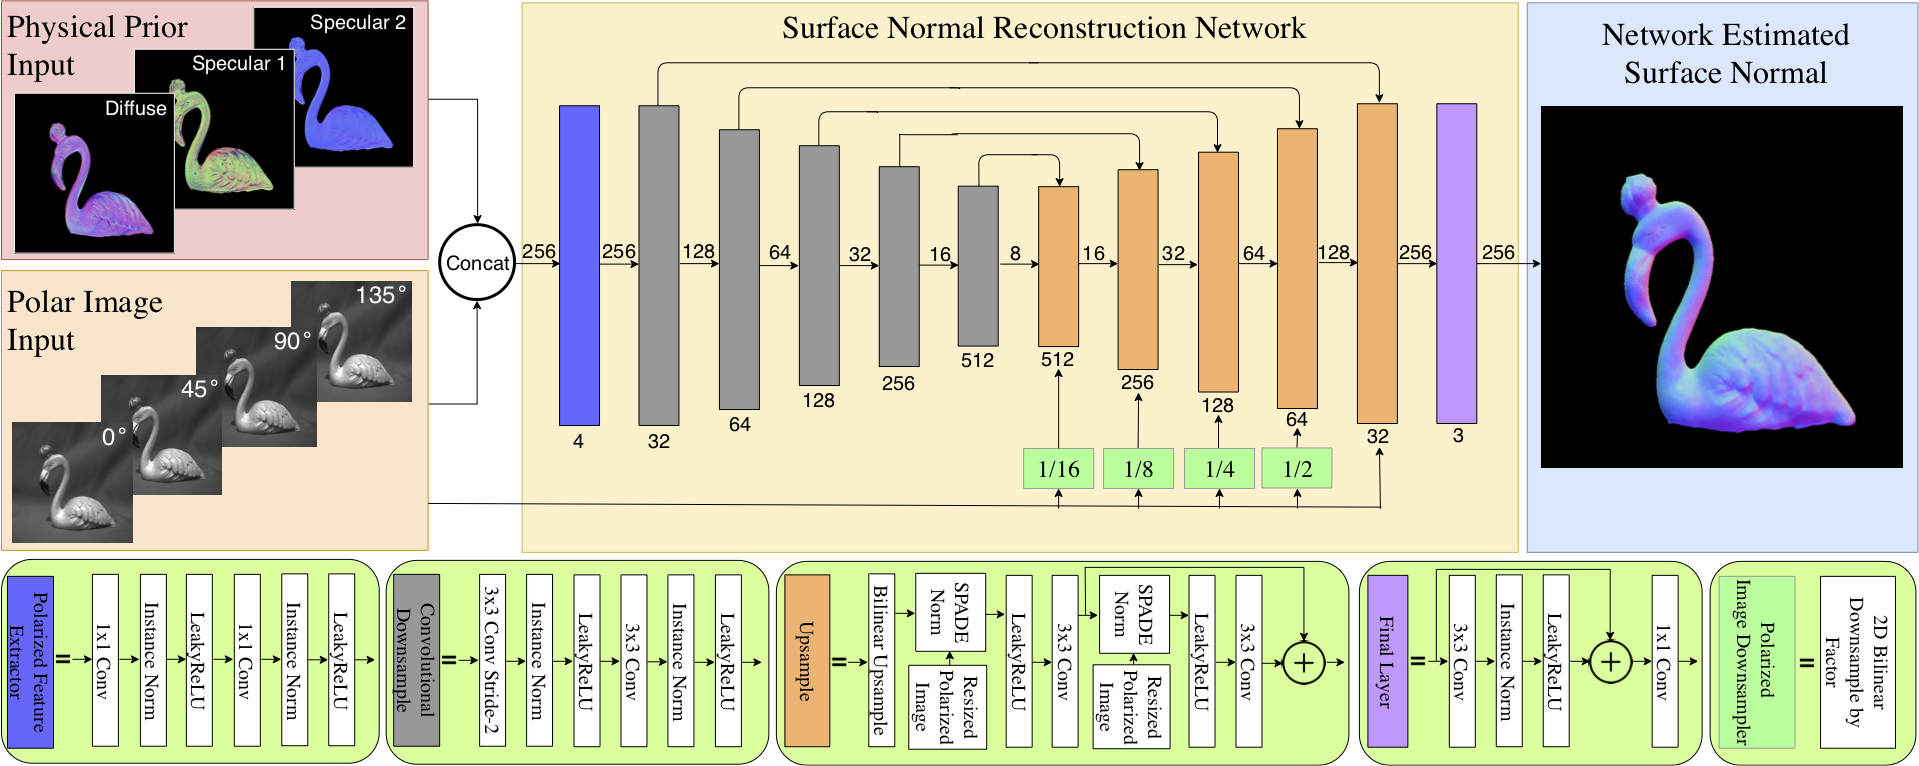 Physical Prior
Input
Specular 2
Specular 1
Diffuse
Polar Image
Input
135°
90°
45°
0°
Concat
Surface Normal Reconstruction Network
256
256
128
64
32
16
8
16
32
64
128
256
256
4
32
64
128
256
512
512
256
128
64
32
3
1/16
1/8
1/4
1/2
Network Estimated
Surface Normal
Polarized Feature
Extractor
=
1x1 Conv
Instance Norm
LeakyReLU
1x1 Conv
Instance Norm
LeakyReLU
Convolutional
Downsample
=
3x3 Conv Stride-2
Instance Norm
LeakyReLU
3x3 Conv
Instance Norm
LeakyReLU
Upsample
=
Bilinear Upsample
SPADE
Norm
Resized
Polarized
Image
LeakyReLU
3x3 Conv
SPADE
Norm
Resized
Polarized
Image
LeakyReLU
3x3 Conv
+
Final Layer
=
3x3 Conv
Instance Norm
LeakyReLU
+
1x1 Conv
Polarized
Image Downsampler
=
2D Bilinear
Downsample by
Factor